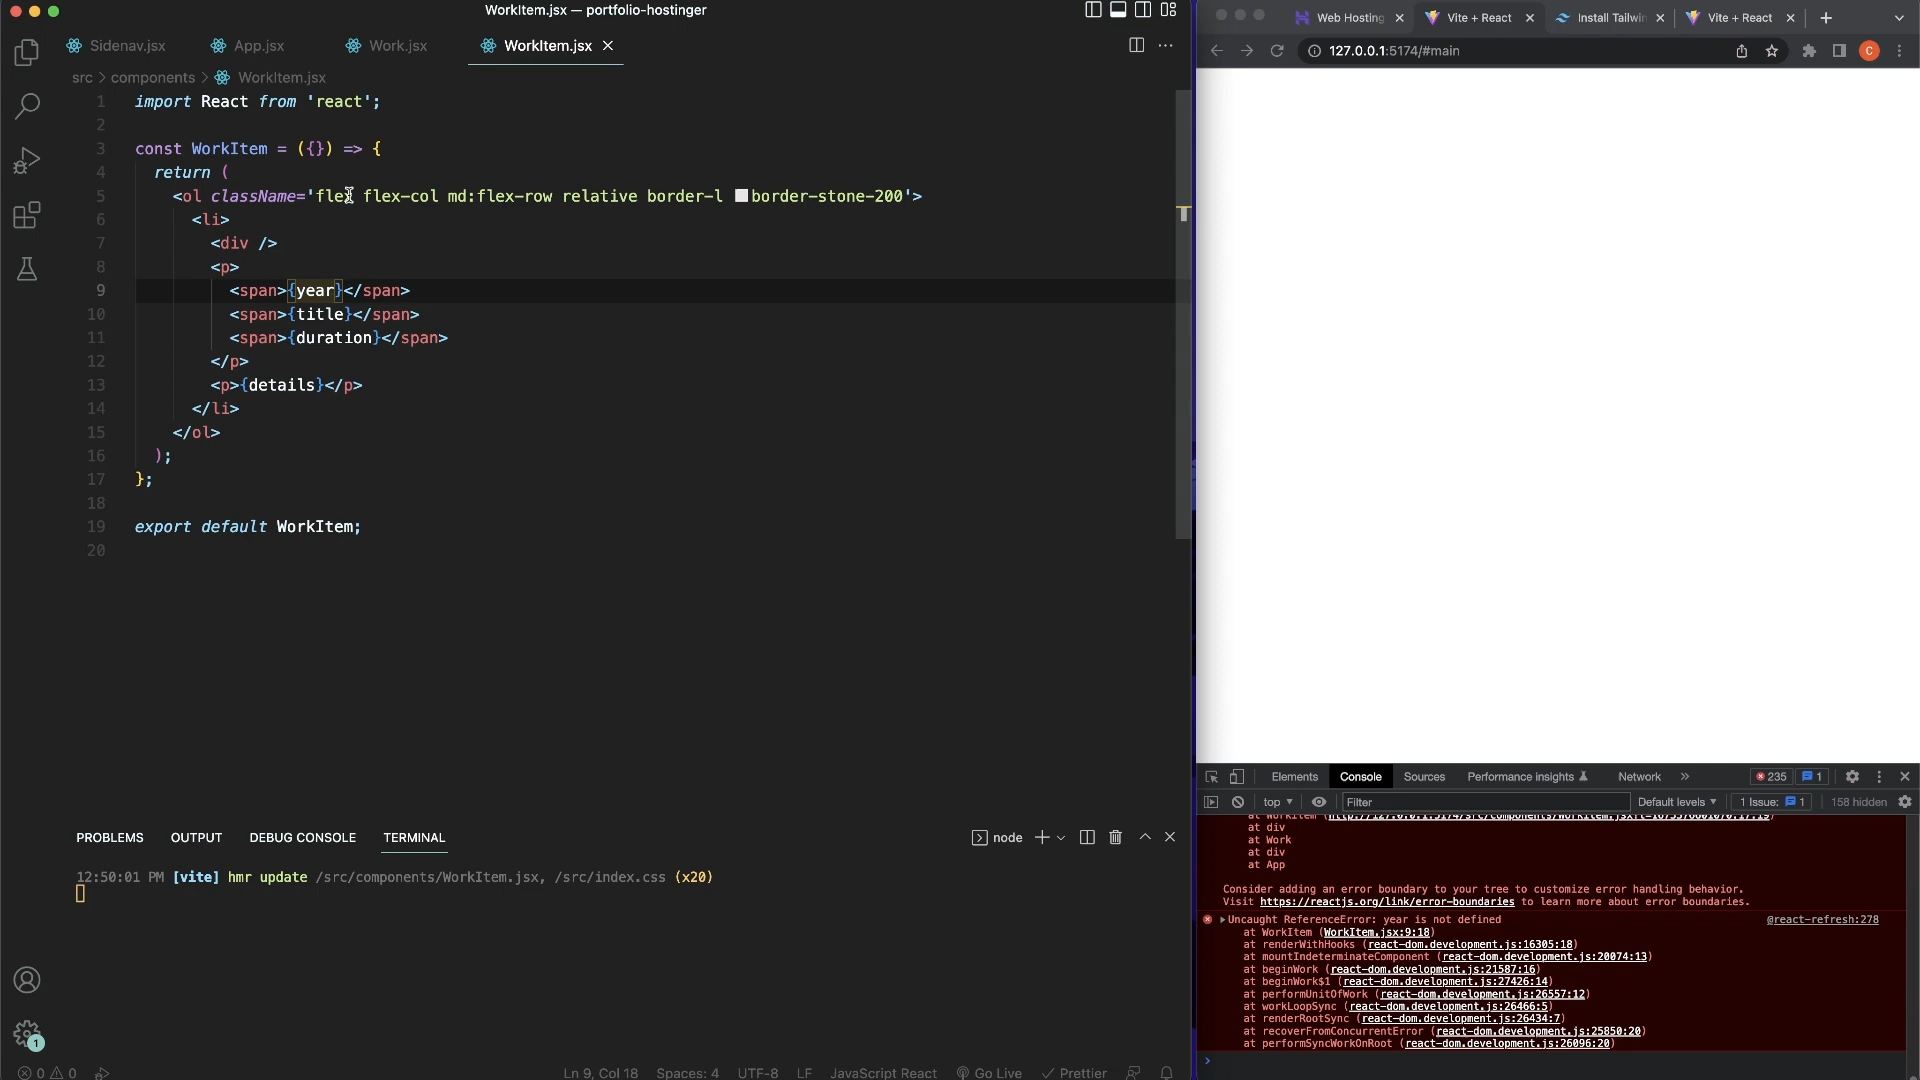 WorkItem.jsx — portfolio-hostinger
Sidenav.jsx
App.jsx
Work.jsx
WorkItem.jsx
src > components > WorkItem.jsx
1 import React from 'react';
2
3 const WorkItem = ({}) => {
4 return (
5 <ol className='flex flex-col md:flex-row relative border-l border-stone-200'>
6 <li>
7 <div />
8 <p>
9 <span>{year}</span>
10 <span>{title}</span>
11 <span>{duration}</span>
12 </p>
13 <p>{details}</p>
14 </li>
15 </ol>
16 );
17 };
18
19 export default WorkItem;
20
PROBLEMS OUTPUT DEBUG CONSOLE TERMINAL
node
12:50:01 PM [vite] hmr update /src/components/WorkItem.jsx, /src/index.css (x20)
1
0 0
Ln 9, Col 18 Spaces: 4 UTF-8 LF JavaScript React Go Live Prettier
Web Hosting
Vite + React
Install Tailwin
Vite + React
127.0.0.1:5174/#main
C
Elements Console Sources Performance insights Network » 235 1
top Filter Default levels 1 Issue: 1 158 hidden
at div
at Work
at div
at App
Consider adding an error boundary to your tree to customize error handling behavior.
Visit https://reactjs.org/link/error-boundaries to learn more about error boundaries.
Uncaught ReferenceError: year is not defined @react-refresh:278
at WorkItem (WorkItem.jsx:9:18)
at renderWithHooks (react-dom.development.js:16305:18)
at mountIndeterminateComponent (react-dom.development.js:20074:13)
at beginWork (react-dom.development.js:21587:16)
at beginWork$1 (react-dom.development.js:27426:14)
at performUnitOfWork (react-dom.development.js:26557:12)
at workLoopSync (react-dom.development.js:26466:5)
at renderRootSync (react-dom.development.js:26434:7)
at recoverFromConcurrentError (react-dom.development.js:25850:20)
at performSyncWorkOnRoot (react-dom.development.js:26096:20)